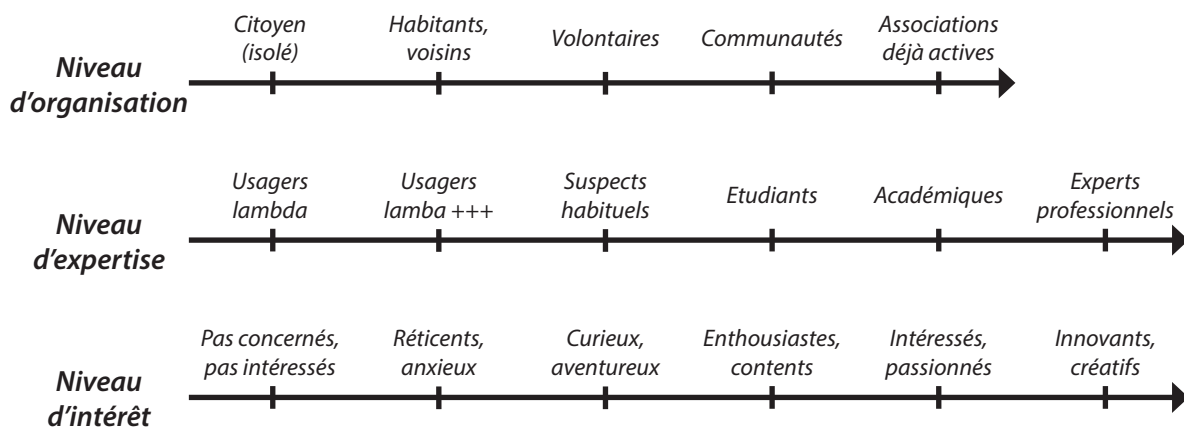 Citoyen
(isolé)
Habitants,
voisins
Volontaires
Communautés
Associations
déjà actives
Niveau
d'organisation
Usagers
lambda
Usagers
lamba +++
Suspects
habituels
Etudiants
Académiques
Experts
professionnels
Niveau
d'expertise
Pas concernés,
pas intéressés
Réticents,
anxieux
Curieux,
aventureux
Enthousiastes,
contents
Intéressés,
passionnés
Innovants,
créatifs
Niveau
d'intérêt